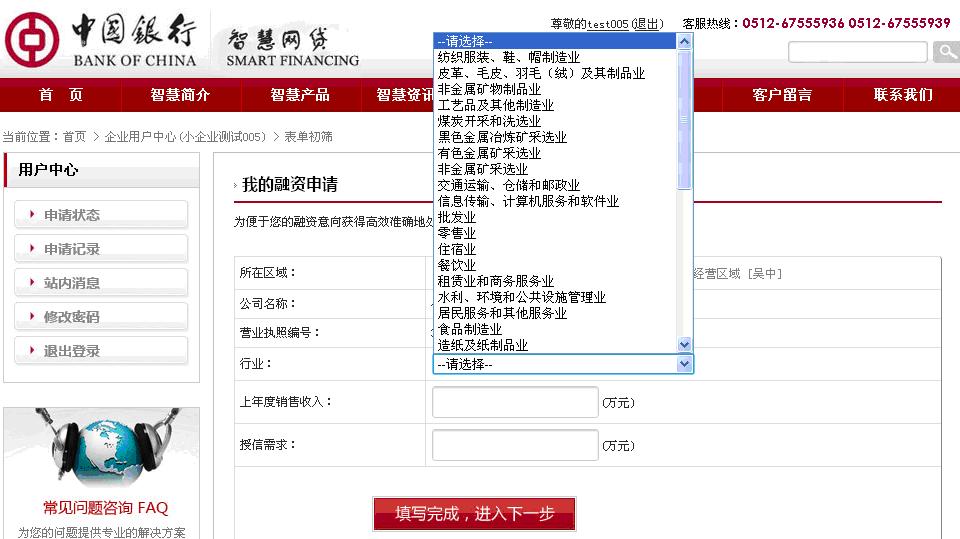 中国银行
BANK OF CHINA
智慧网贷
SMART FINANCING
尊敬的test005(退出) 客服热线：0512-67555936 0512-67555939
首 页 智慧简介 智慧产品 智慧资讯 客户留言 联系我们
当前位置：首页 > 企业用户中心(小企业测试005) > 表单初筛
用户中心
申请状态
申请记录
站内消息
修改密码
退出登录
常见问题咨询 FAQ
为您的问题提供专业的解决方案
我的融资申请
为便于您的融资意向获得高效准确地
所在区域：
经营区域 [吴中]
公司名称：
营业执照编号：
行业：
--请选择--
--请选择--
纺织服装、鞋、帽制造业
皮革、毛皮、羽毛（绒）及其制品业
非金属矿物制品业
工艺品及其他制造业
煤炭开采和洗选业
黑色金属冶炼矿采选业
有色金属矿采选业
非金属矿采选业
交通运输、仓储和邮政业
信息传输、计算机服务和软件业
批发业
零售业
住宿业
餐饮业
租赁业和商务服务业
水利、环境和公共设施管理业
居民服务和其他服务业
食品制造业
造纸及纸制品业
上年度销售收入：
(万元)
授信需求：
(万元)
填写完成，进入下一步